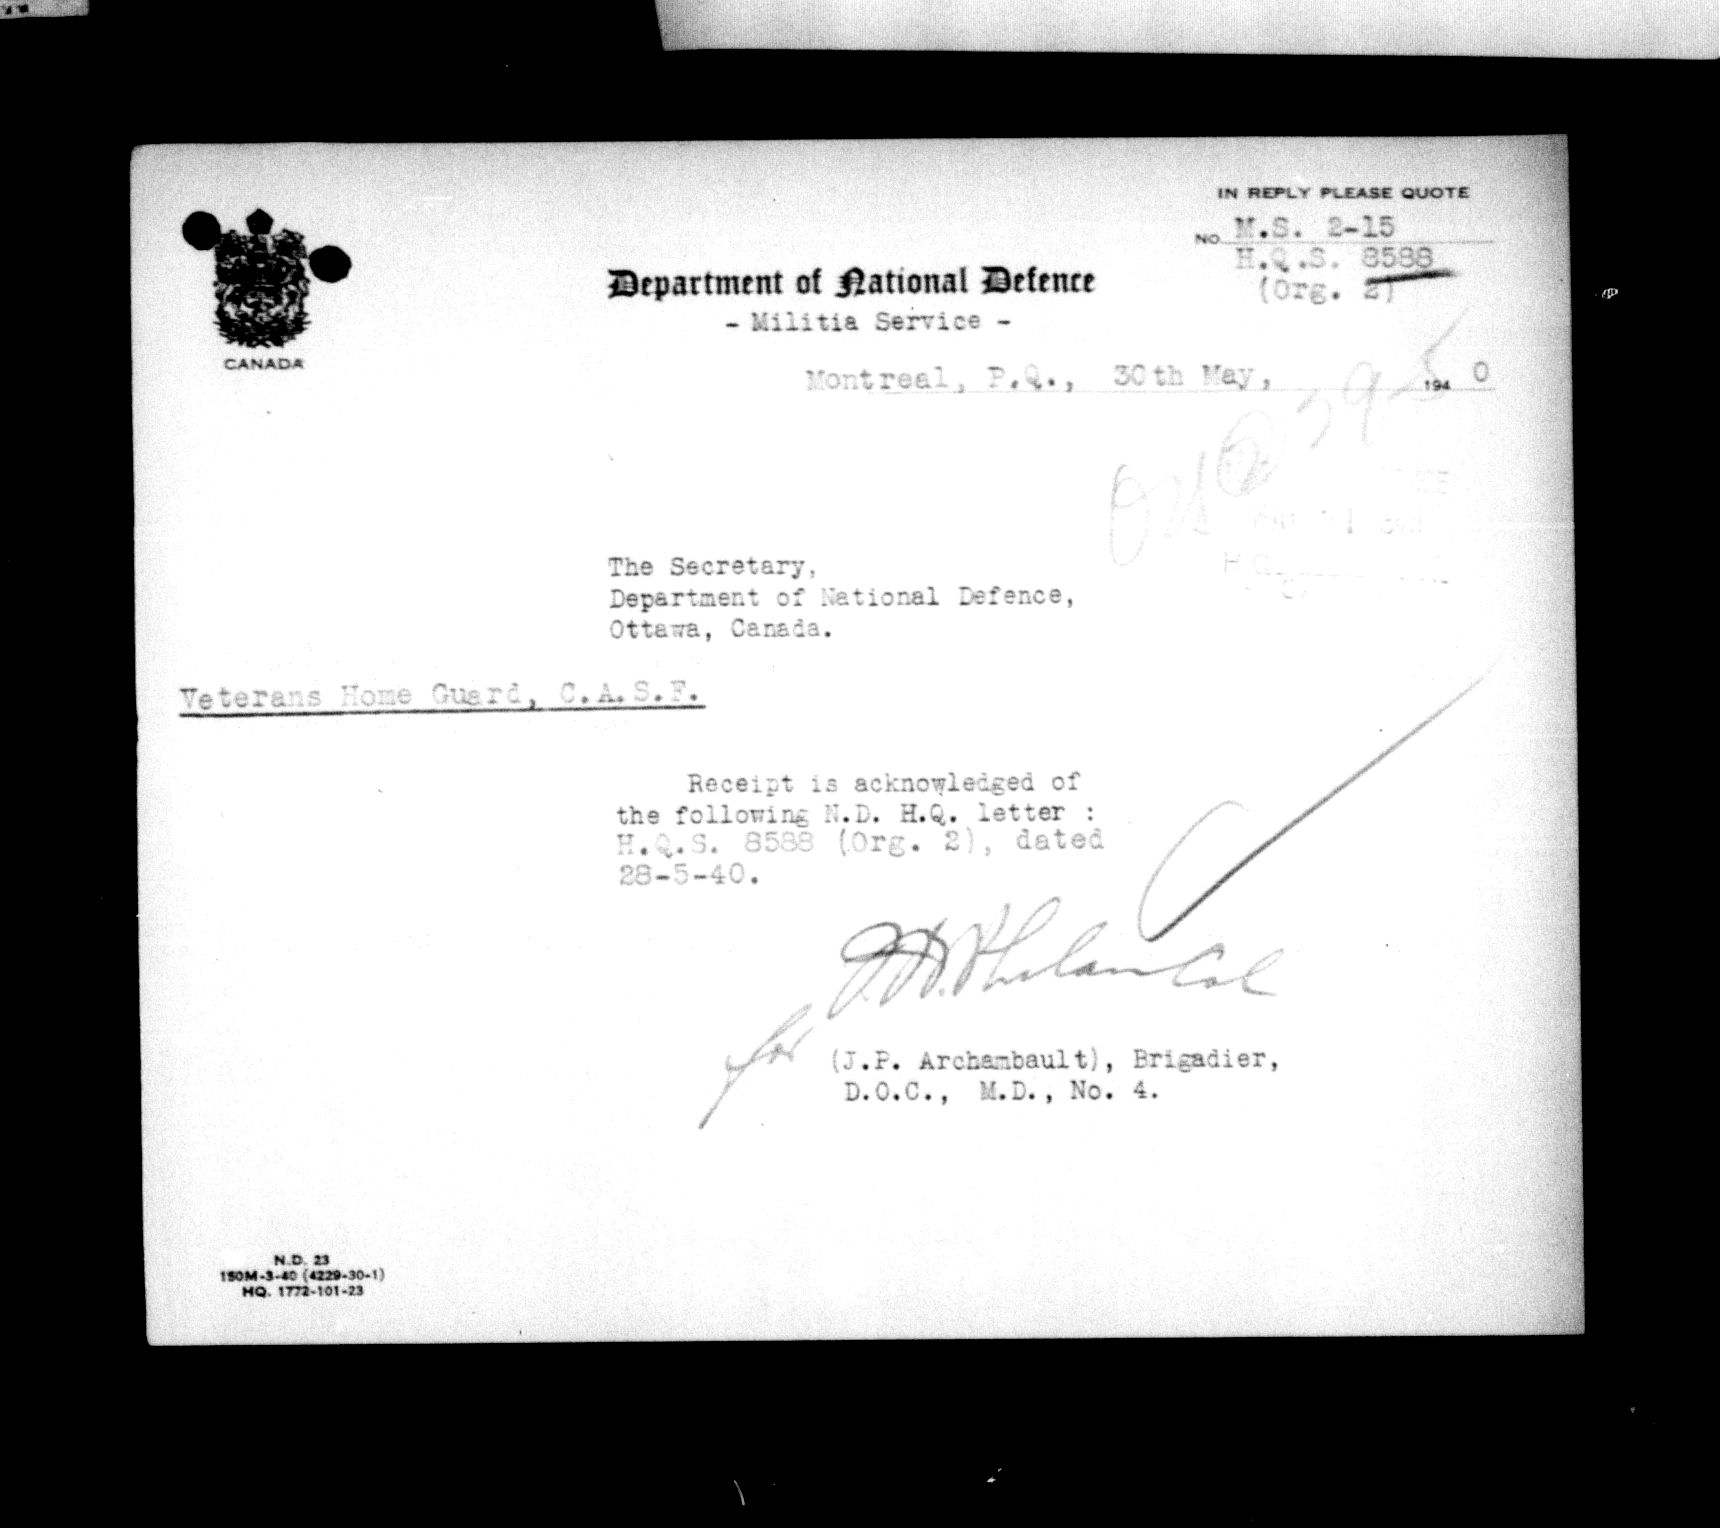 IN REPLY PLEASE QUOTE
No M.S. 2-15
H.Q.S. 8588
(Org. 2)
Department of National Defence
- Militia Service -
CANADA
Montreal, P.Q., 30th May, 194 0
The Secretary,
Department of National Defence,
Ottawa, Canada.
Veterans Home Guard, C.A.S.F.
Receipt is acknowledged of
the following N.D. H.Q. letter :
H.Q.S. 8588 (Org. 2), dated
28-5-40.
for
(J.P. Archambault), Brigadier,
D.O.C., M.D., No. 4.
N.D. 23
150M-3-40 (4229-30-1)
HQ. 1772-101-23